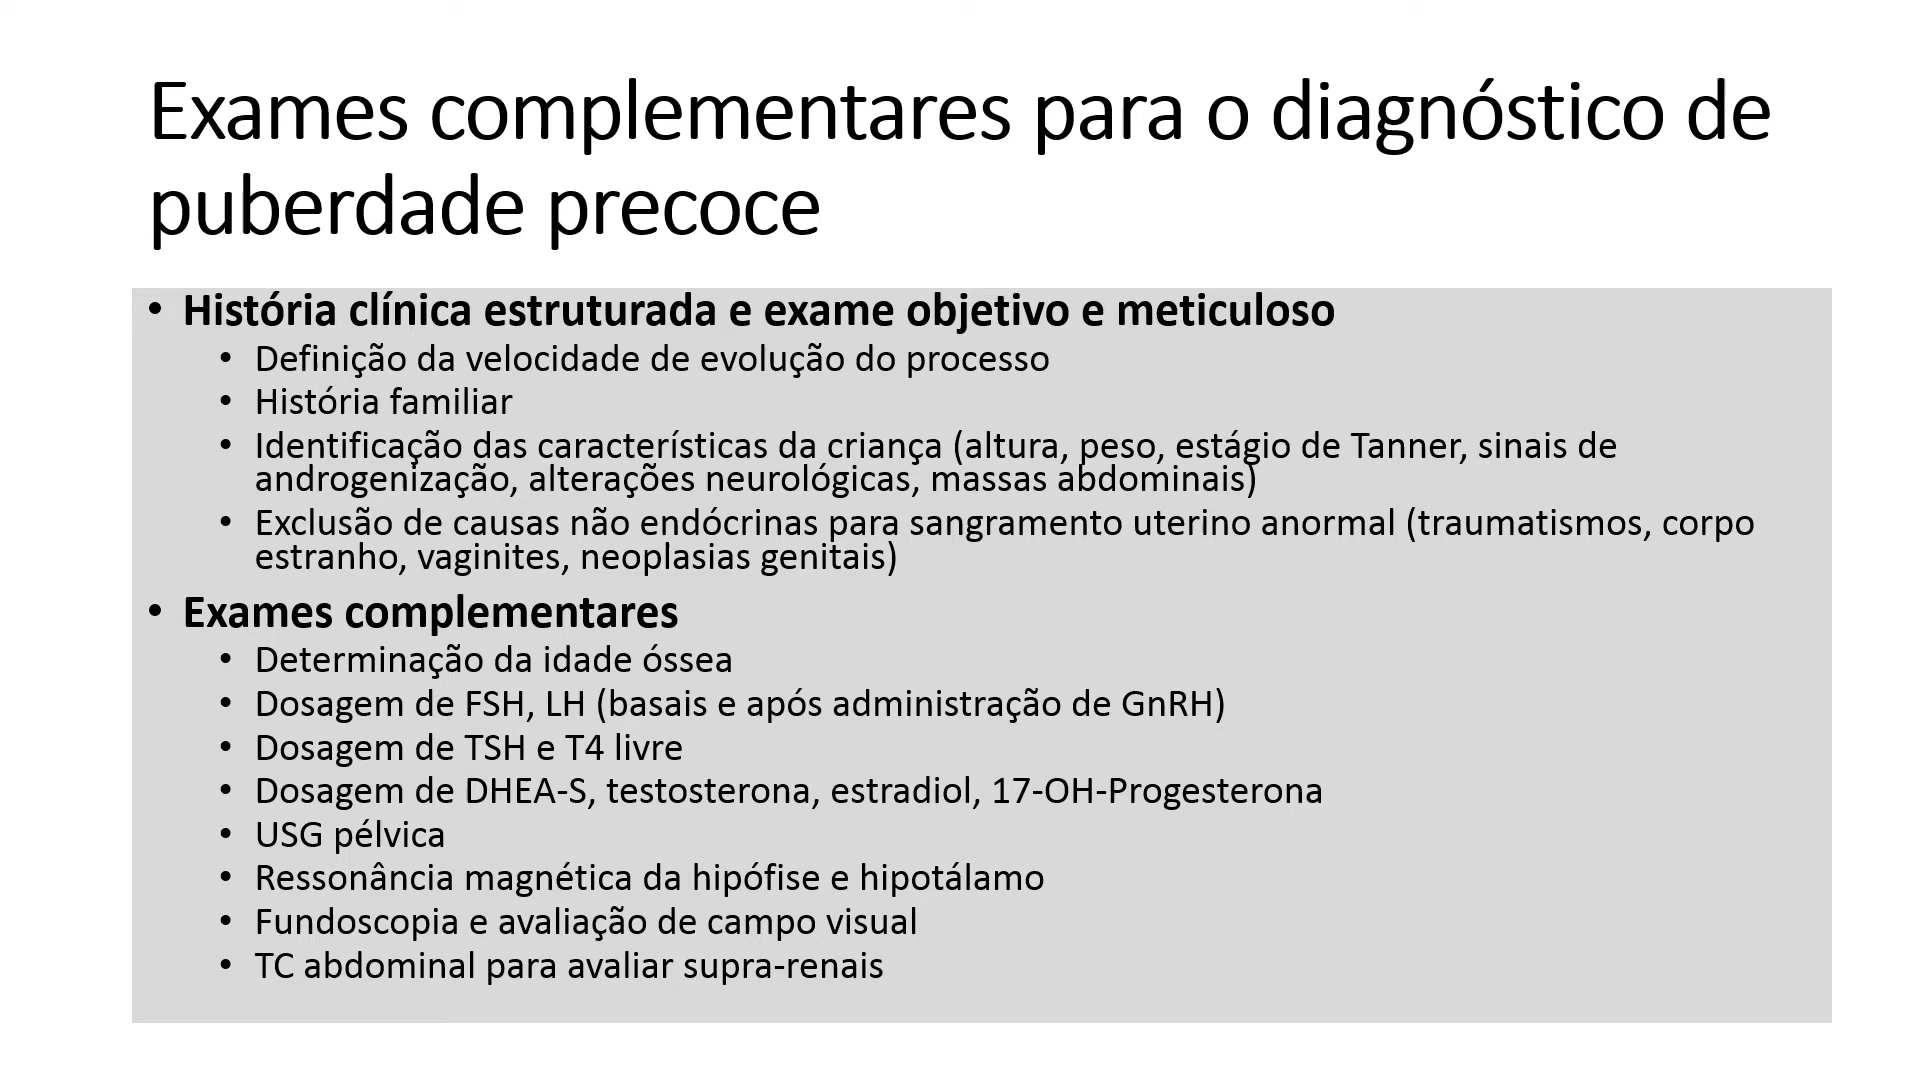 Exames complementares para o diagnóstico de
puberdade precoce
• História clínica estruturada e exame objetivo e meticuloso
• Definição da velocidade de evolução do processo
• História familiar
• Identificação das características da criança (altura, peso, estágio de Tanner, sinais de
androgenização, alterações neurológicas, massas abdominais)
• Exclusão de causas não endócrinas para sangramento uterino anormal (traumatismos, corpo
estranho, vaginites, neoplasias genitais)
• Exames complementares
• Determinação da idade óssea
• Dosagem de FSH, LH (basais e após administração de GnRH)
• Dosagem de TSH e T4 livre
• Dosagem de DHEA-S, testosterona, estradiol, 17-OH-Progesterona
• USG pélvica
• Ressonância magnética da hipófise e hipotálamo
• Fundoscopia e avaliação de campo visual
• TC abdominal para avaliar supra-renais